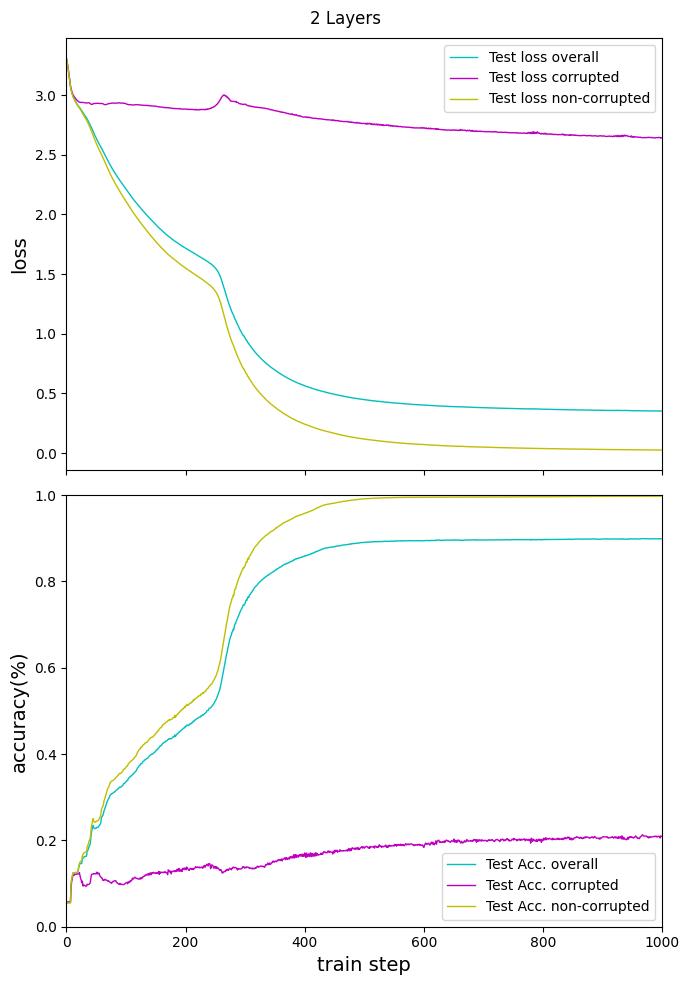 2 Layers
Test loss overall
Test loss corrupted
Test loss non-corrupted
3.0
2.5
2.0
1.5
1.0
0.5
0.0
loss
1.0
0.8
0.6
0.4
0.2
0.0
accuracy(%)
Test Acc. overall
Test Acc. corrupted
Test Acc. non-corrupted
0 200 400 600 800 1000
train step